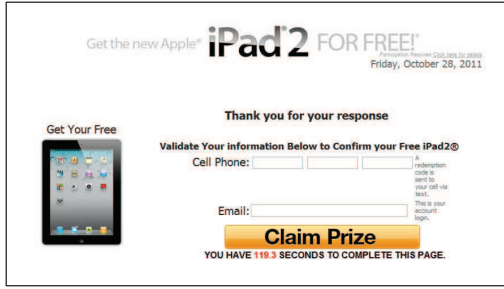 Get the new Apple® iPad®2 FOR FREE!*
Participation Required Click here for details
Friday, October 28, 2011
Thank you for your response
Get Your Free
Validate Your information Below to Confirm your Free iPad2®
Cell Phone:
A
redemption
code is
sent to
your cell via
text.
Email:
This is your
account
login.
Claim Prize
YOU HAVE 119.3 SECONDS TO COMPLETE THIS PAGE.